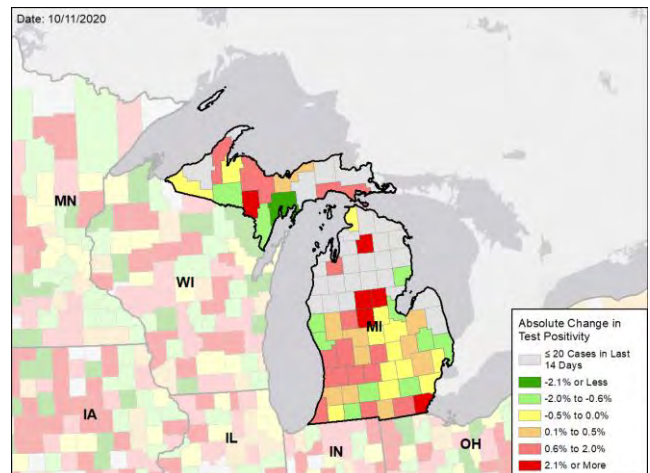 Date: 10/11/2020
MN
WI
MI
IA
IL
IN
OH
Absolute Change in
Test Positivity
≤ 20 Cases in Last
14 Days
-2.1% or Less
-2.0% to -0.6%
-0.5% to 0.0%
0.1% to 0.5%
0.6% to 2.0%
2.1% or More